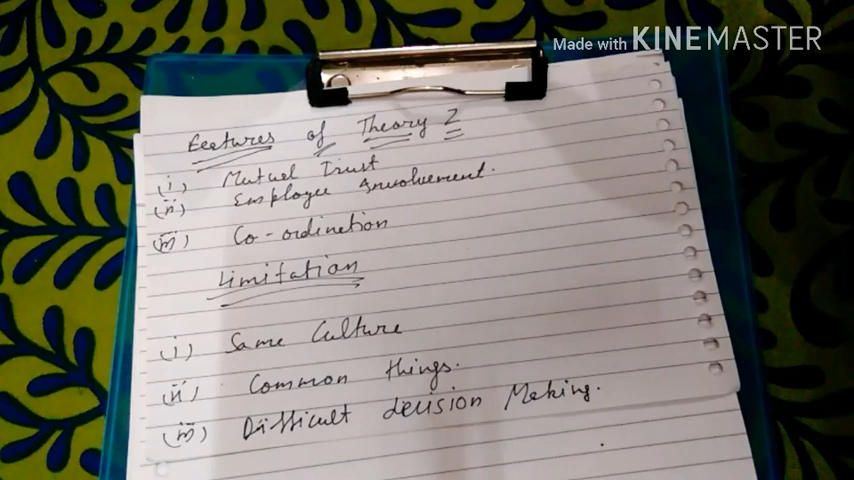 Made with KINEMASTER
Features of Theory Z
(i) Mutual Trust
(ii) Employee Involvement.
(iii) Co-ordination
Limitation
(i) Same Culture
(ii) Common things.
(iii) Difficult decision Making.